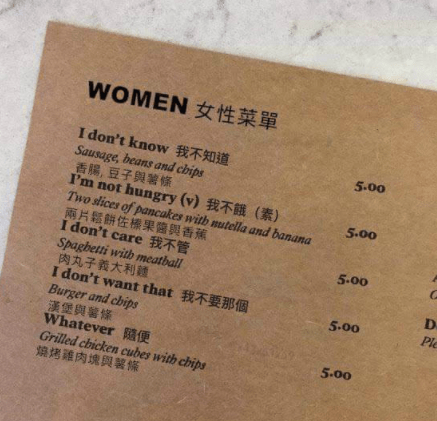 WOMEN 女性菜單
I don't know 我不知道
Sausage, beans and chips
香腸, 豆子與薯條
5.00
I'm not hungry (v) 我不餓（素）
Two slices of pancakes with nutella and banana
兩片鬆餅佐榛果醬與香蕉
5.00
I don't care 我不管
Spaghetti with meatball
肉丸子義大利麵
5.00
I don't want that 我不要那個
Burger and chips
漢堡與薯條
5.00
Whatever 隨便
Grilled chicken cubes with chips
燒烤雞肉塊與薯條
5.00